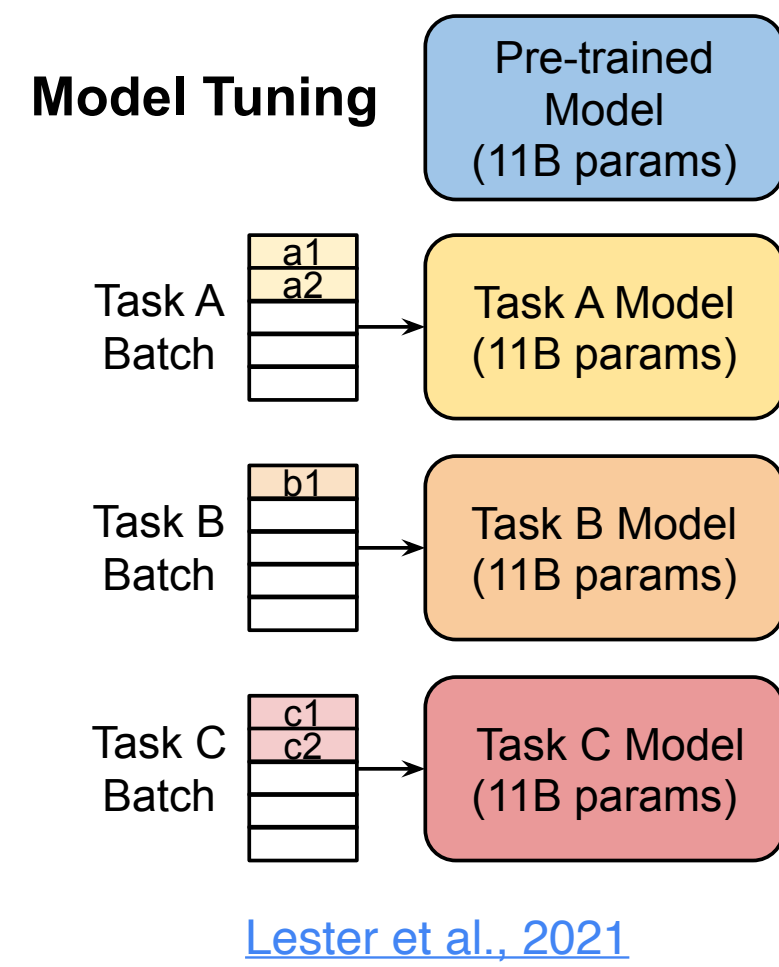 Model Tuning
Pre-trained
Model
(11B params)
Task A
Batch
a1
a2
Task A Model
(11B params)
Task B
Batch
b1
Task B Model
(11B params)
Task C
Batch
c1
c2
Task C Model
(11B params)
Lester et al., 2021